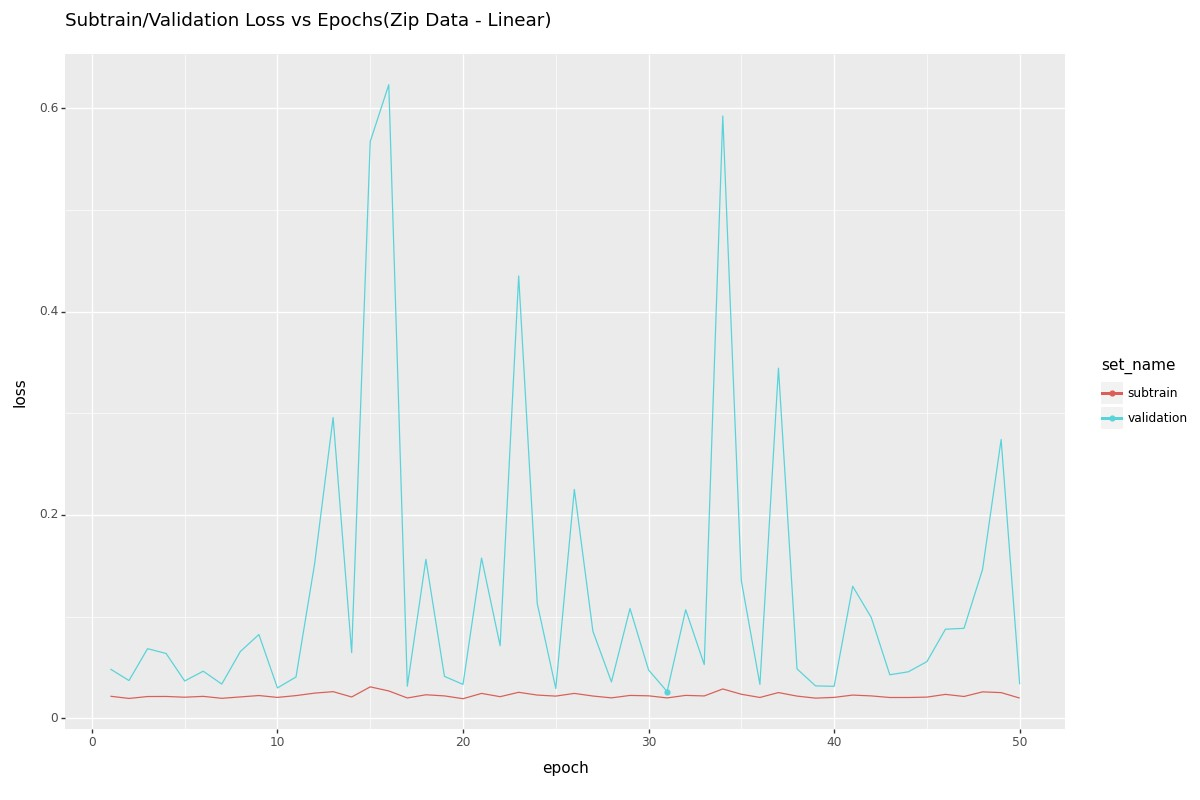 Subtrain/Validation Loss vs Epochs(Zip Data - Linear)
0.6
0.4
0.2
0
loss
0 10 20 30 40 50
epoch
set_name
subtrain
validation